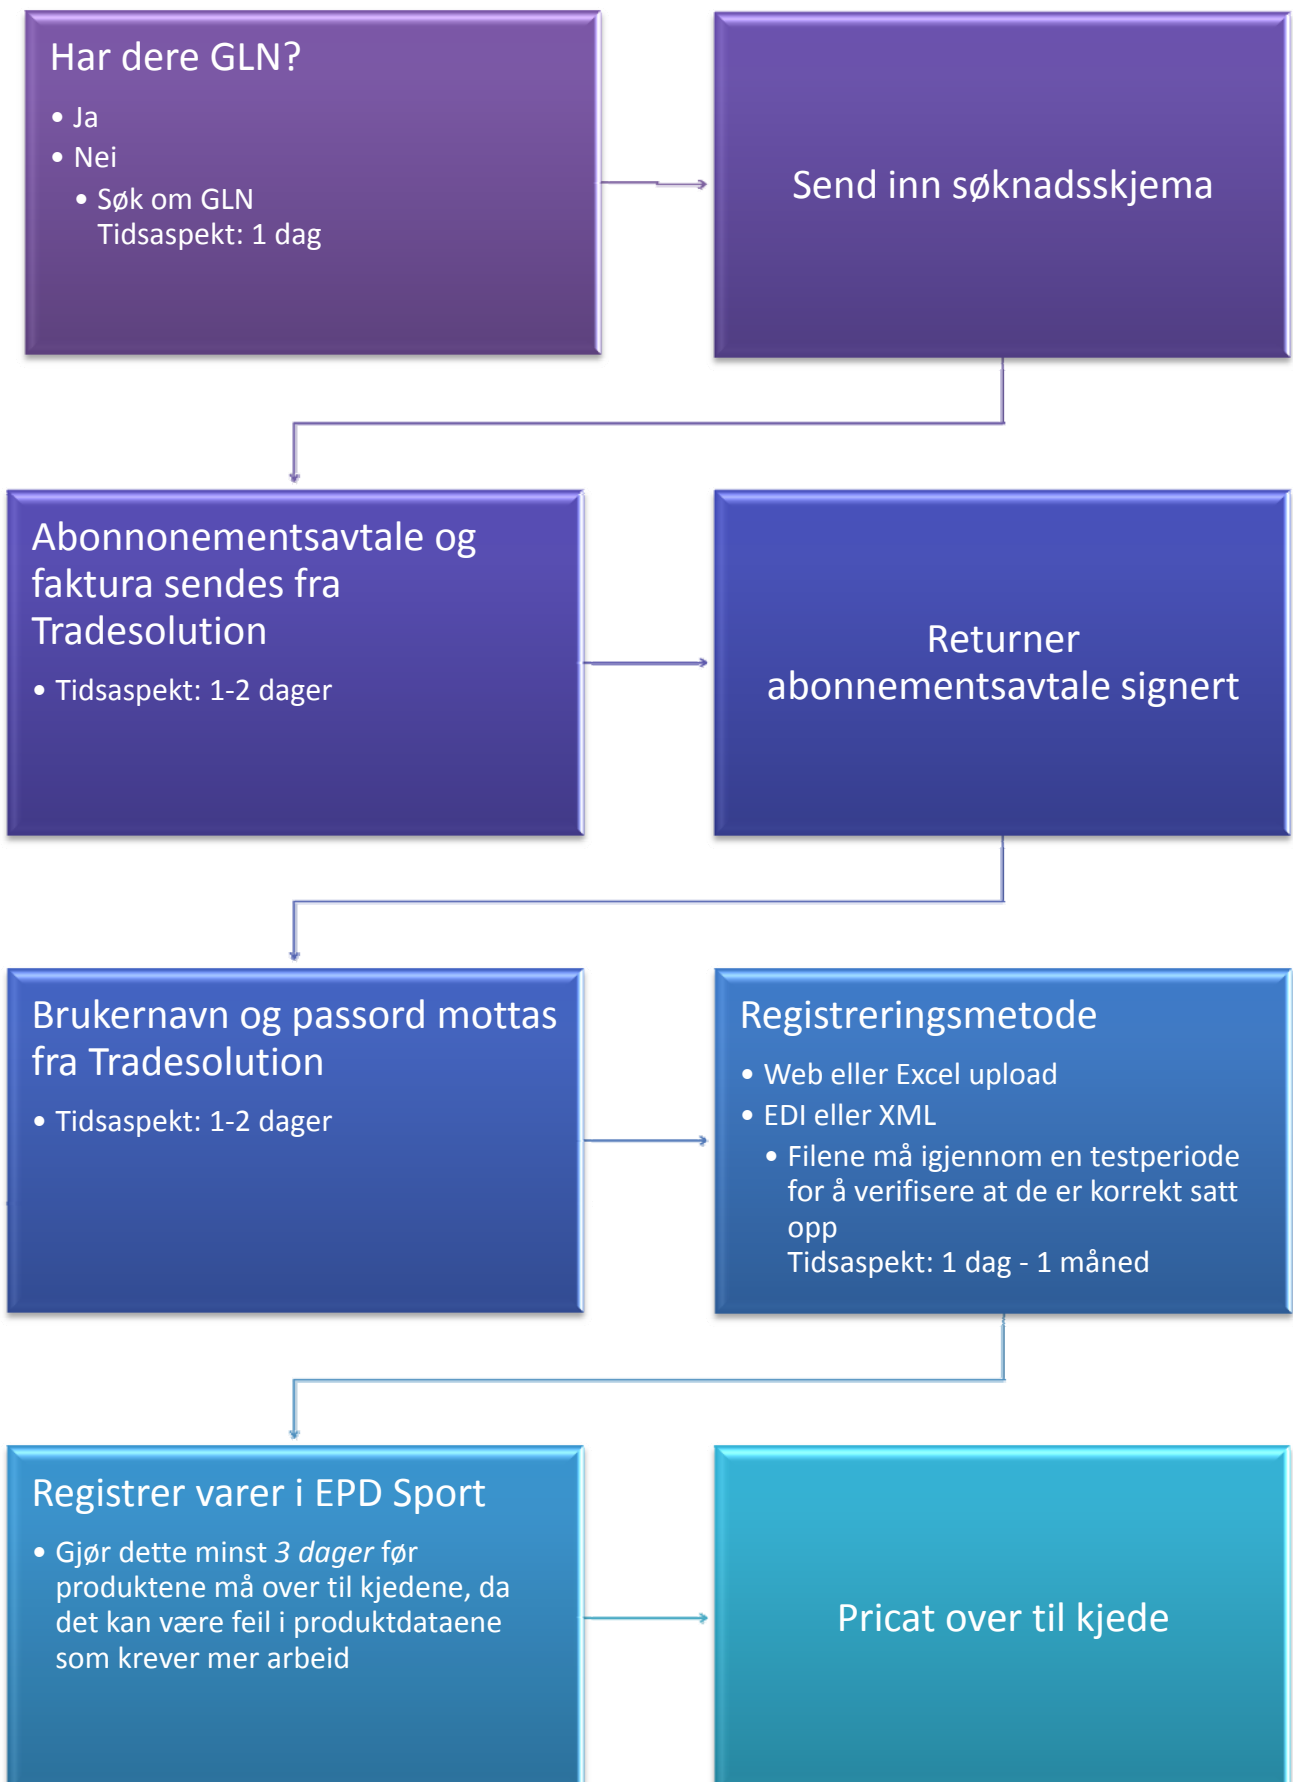 Har dere GLN?
• Ja
• Nei
• Søk om GLN
Tidsaspekt: 1 dag
Send inn søknadsskjema
Abonnonementsavtale og
faktura sendes fra
Tradesolution
• Tidsaspekt: 1-2 dager
Returner
abonnementsavtale signert
Brukernavn og passord mottas
fra Tradesolution
• Tidsaspekt: 1-2 dager
Registreringsmetode
• Web eller Excel upload
• EDI eller XML
• Filene må igjennom en testperiode
for å verifisere at de er korrekt satt
opp
Tidsaspekt: 1 dag - 1 måned
Registrer varer i EPD Sport
• Gjør dette minst 3 dager før
produktene må over til kjedene, da
det kan være feil i produktdataene
som krever mer arbeid
Pricat over til kjede